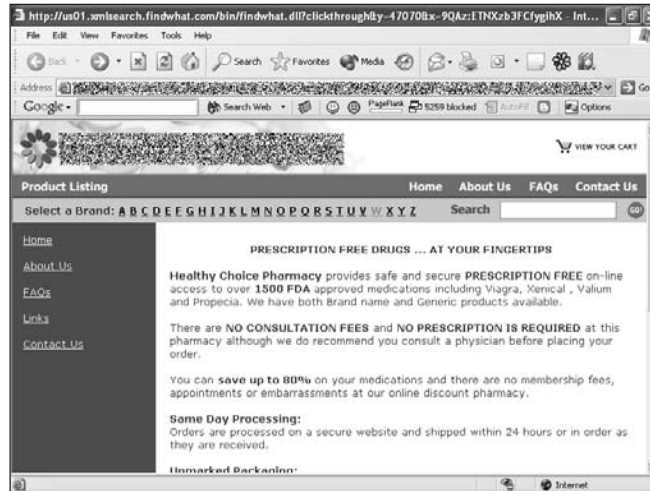 http://us01.xmlsearch.findwhat.com/bin/findwhat.dll?clickthrough&y=47070&x=9QAz:ETNXzb3FCfygihX - Int...
File Edit View Favorites Tools Help
Back Search Favorites Media
Address Go
Google Search Web PageRank 5259 blocked AutoFill Options
VIEW YOUR CART
Product Listing Home About Us FAQs Contact Us
Select a Brand: A B C D E F G H I J K L M N O P Q R S T U V W X Y Z Search GO!
Home
About Us
FAQs
Links
Contact Us
PRESCRIPTION FREE DRUGS ... AT YOUR FINGERTIPS
Healthy Choice Pharmacy provides safe and secure PRESCRIPTION FREE on-line
access to over 1500 FDA approved medications including Viagra, Xenical , Valium
and Propecia. We have both Brand name and Generic products available.
There are NO CONSULTATION FEES and NO PRESCRIPTION IS REQUIRED at this
pharmacy although we do recommend you consult a physician before placing your
order.
You can save up to 80% on your medications and there are no membership fees,
appointments or embarrassments at our online discount pharmacy.
Same Day Processing:
Orders are processed on a secure website and shipped within 24 hours or in order as
they are received.
Unmarked Packaging:
Internet